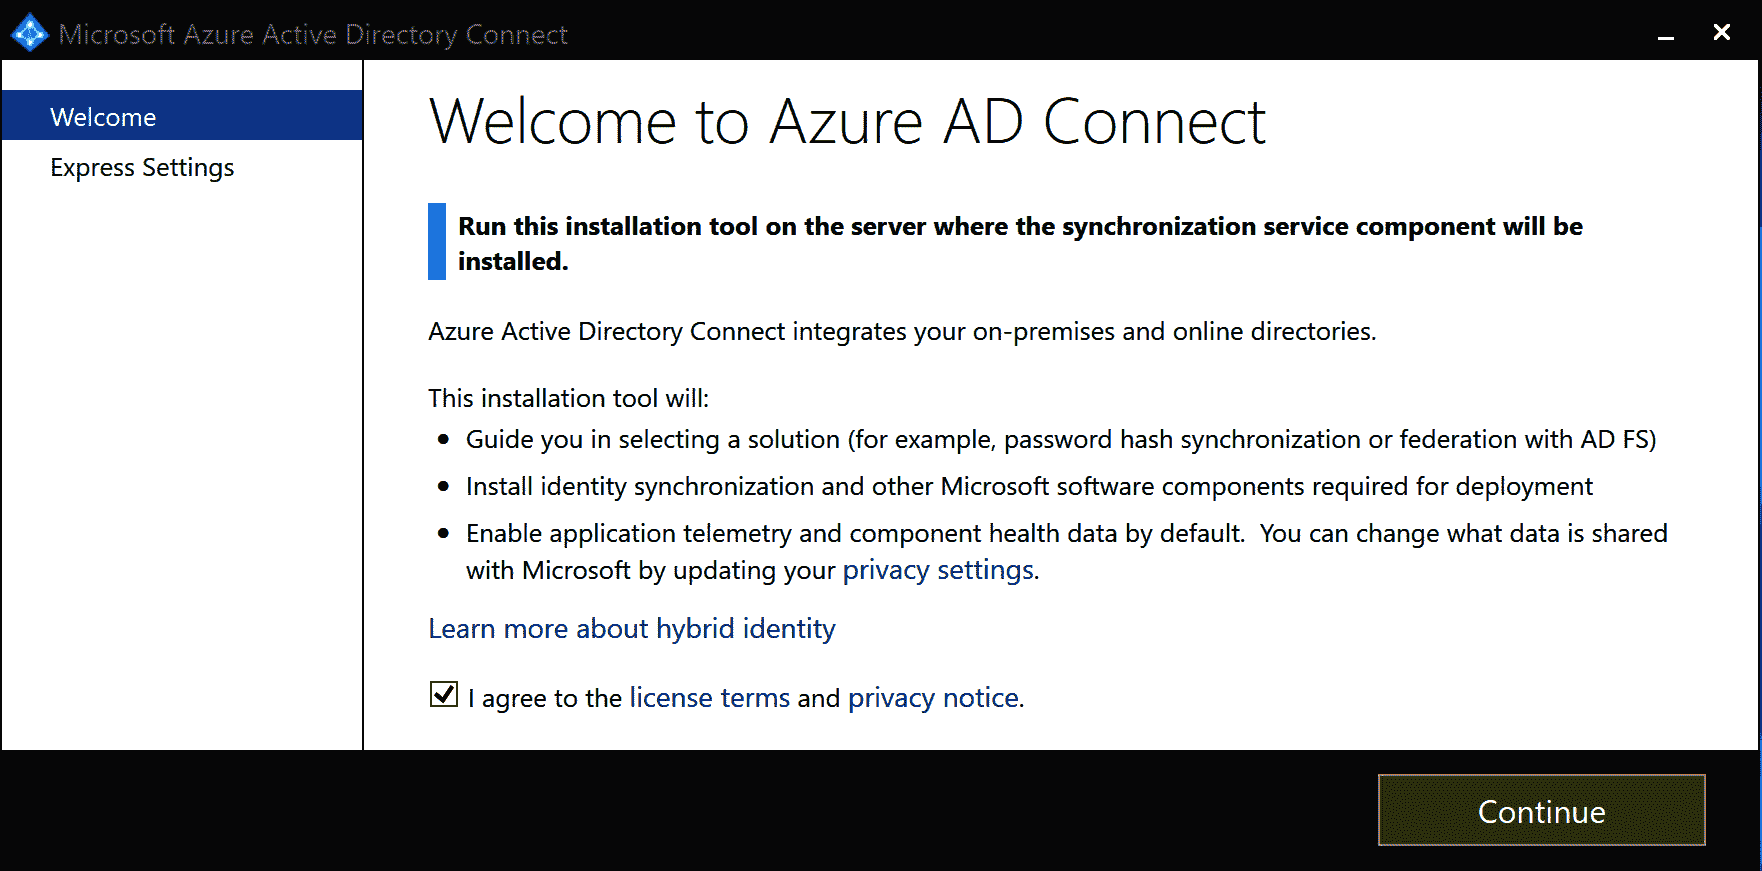 Microsoft Azure Active Directory Connect
Welcome
Express Settings
Welcome to Azure AD Connect
Run this installation tool on the server where the synchronization service component will be
installed.
Azure Active Directory Connect integrates your on-premises and online directories.
This installation tool will:
• Guide you in selecting a solution (for example, password hash synchronization or federation with AD FS)
• Install identity synchronization and other Microsoft software components required for deployment
• Enable application telemetry and component health data by default.  You can change what data is shared
with Microsoft by updating your privacy settings.
Learn more about hybrid identity
I agree to the license terms and privacy notice.
Continue